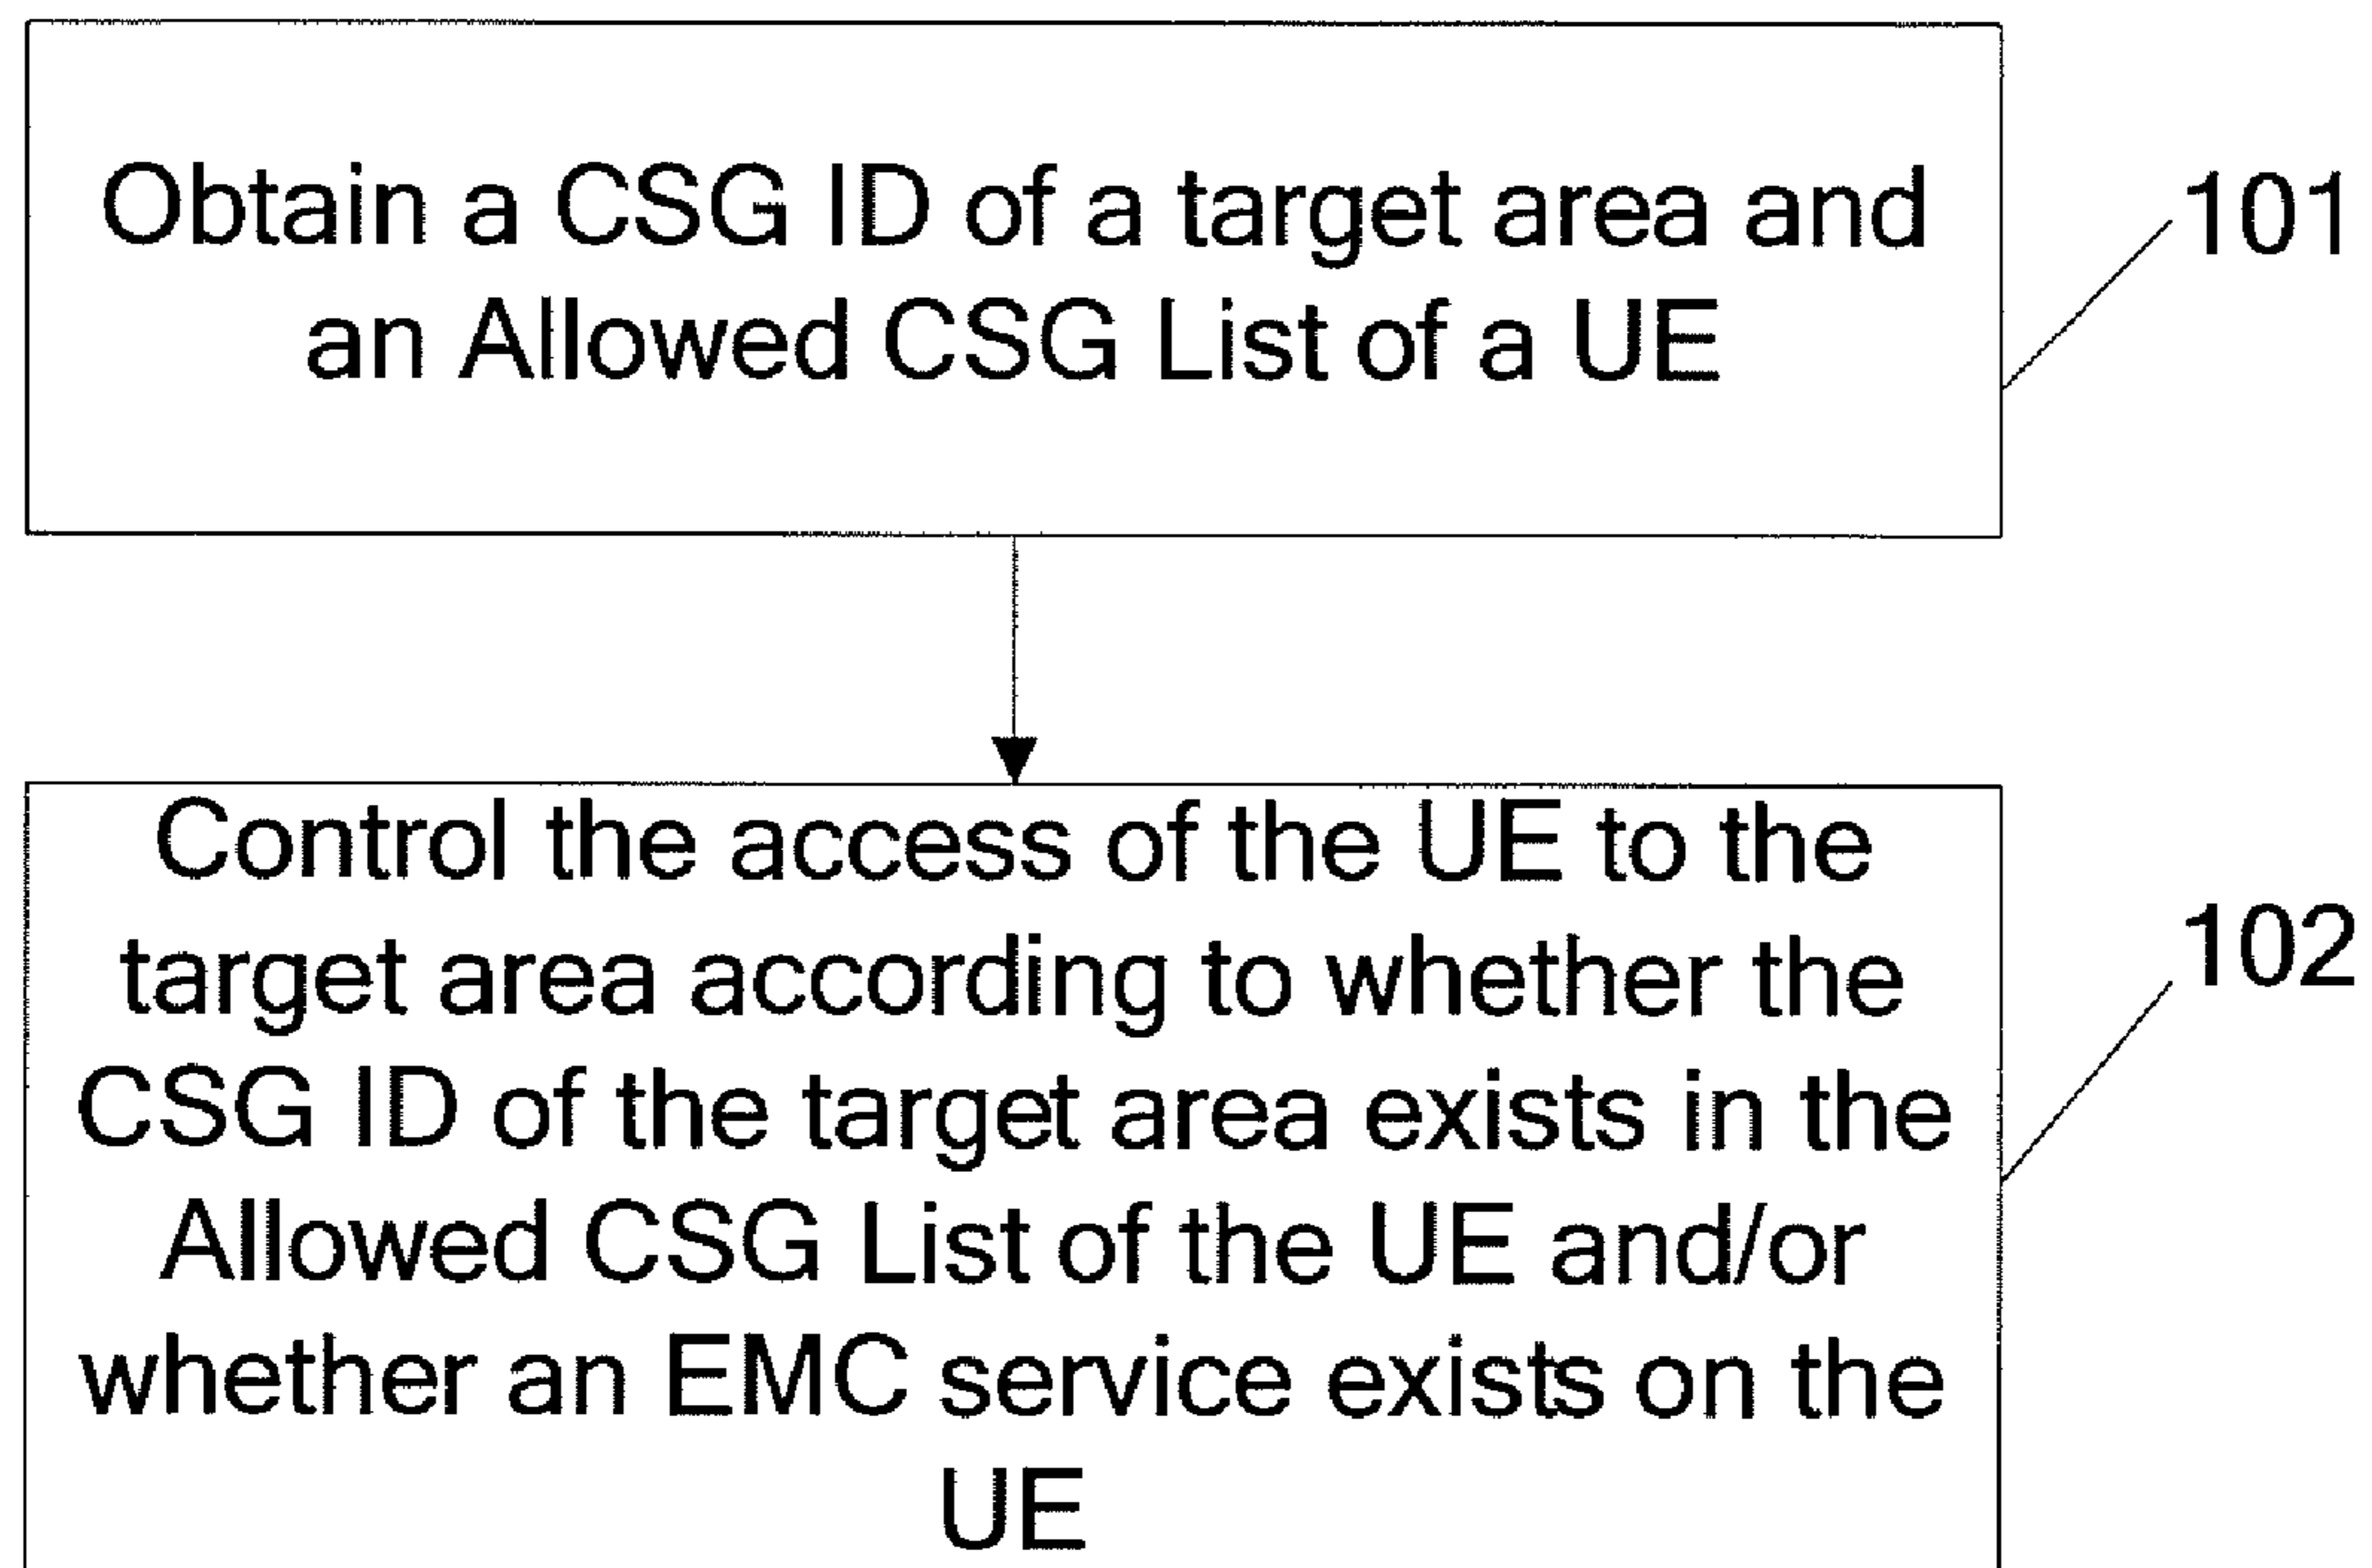 Obtain a CSG ID of a target area and
an Allowed CSG List of a UE
101
Control the access of the UE to the
target area according to whether the
CSG ID of the target area exists in the
Allowed CSG List of the UE and/or
whether an EMC service exists on the
UE
102